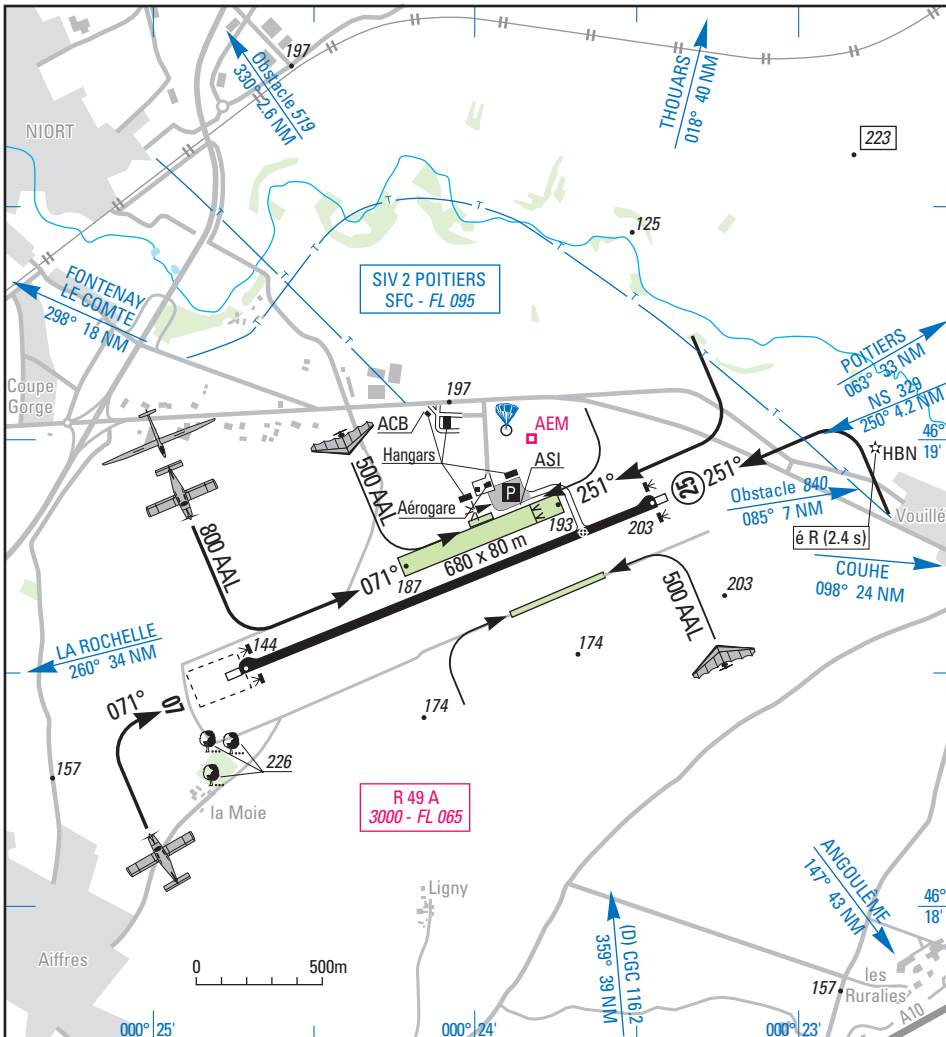 197
Obstacle 519
330° 2.6 NM
THOUARS
018° 40 NM
NIORT
223
125
SIV 2 POITIERS
SFC - FL 095
FONTENAY
LE COMTE
298° 18 NM
POITIERS
063° 33 NM
NS 329
250° 4.2 NM
46°
19'
Coupe
Gorge
197
ACB
AEM
HBN
Hangars
ASI
500 AAL
251°
25
251°
P
Aérogare
Obstacle 840
085° 7 NM
Vouillé
193
203
é R (2.4 s)
800 AAL
680 x 80 m
071°
187
COUHE
098° 24 NM
500 AAL
203
LA ROCHELLE
260° 34 NM
144
174
071°
07
174
226
157
la Moie
R 49 A
3000 - FL 065
ANGOULÊME
147° 43 NM
Ligny
46°
18'
(D) CGC 116.2
359° 39 NM
Aiffres
0
500m
157
les
Ruralies
A10
000° 25'
000° 24'
000° 23'
T
T
T
T
T
T
T
T
T